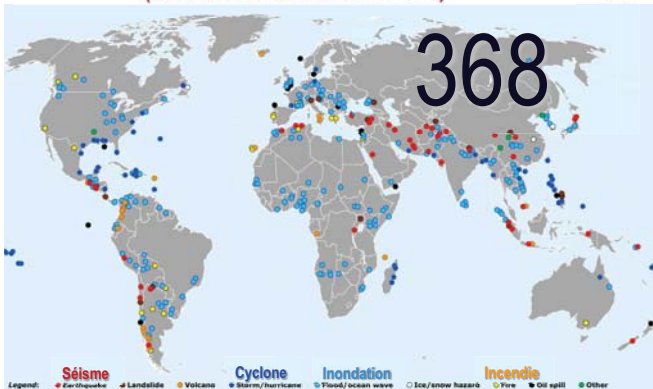 368
Séisme Cyclone Inondation Incendie
Legend: Earthquake Landslide Volcano Storm/hurricane Flood/ocean wave Ice/snow hazard Fire Oil spill Other